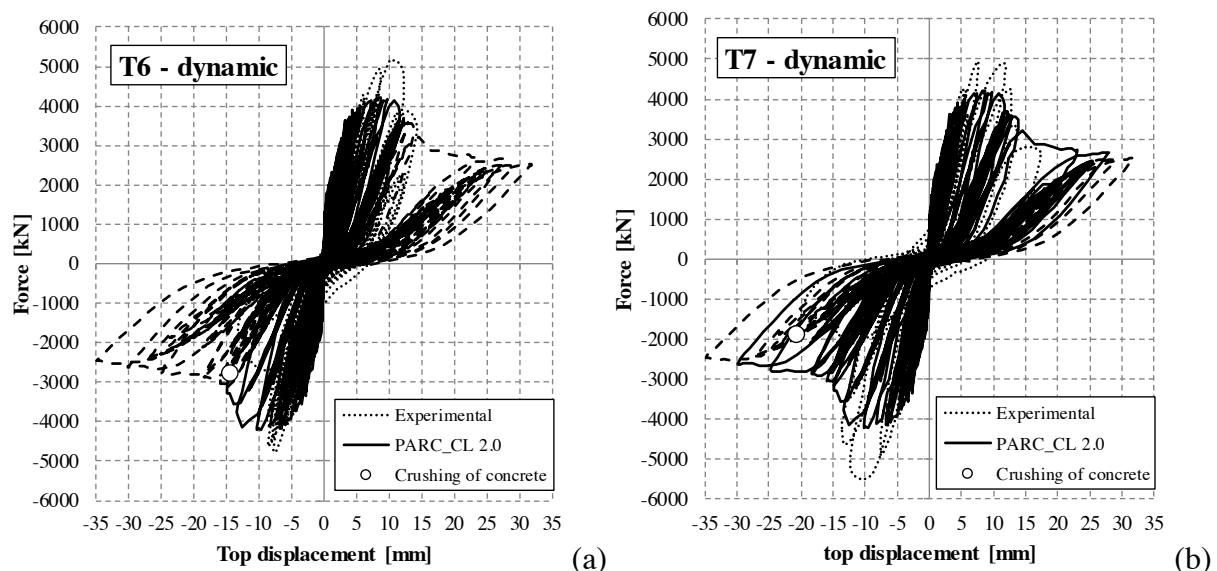 T6 - dynamic
6000
5000
4000
3000
2000
1000
0
-1000
-2000
-3000
-4000
-5000
-6000
Force [kN]
Experimental
PARC_CL 2.0
Crushing of concrete
-35 -30 -25 -20 -15 -10 -5 0 5 10 15 20 25 30 35
Top displacement [mm]
(a)
T7 - dynamic
6000
5000
4000
3000
2000
1000
0
-1000
-2000
-3000
-4000
-5000
-6000
Force [kN]
Experimental
PARC_CL 2.0
Crushing of concrete
-35 -30 -25 -20 -15 -10 -5 0 5 10 15 20 25 30 35
top displacement [mm]
(b)